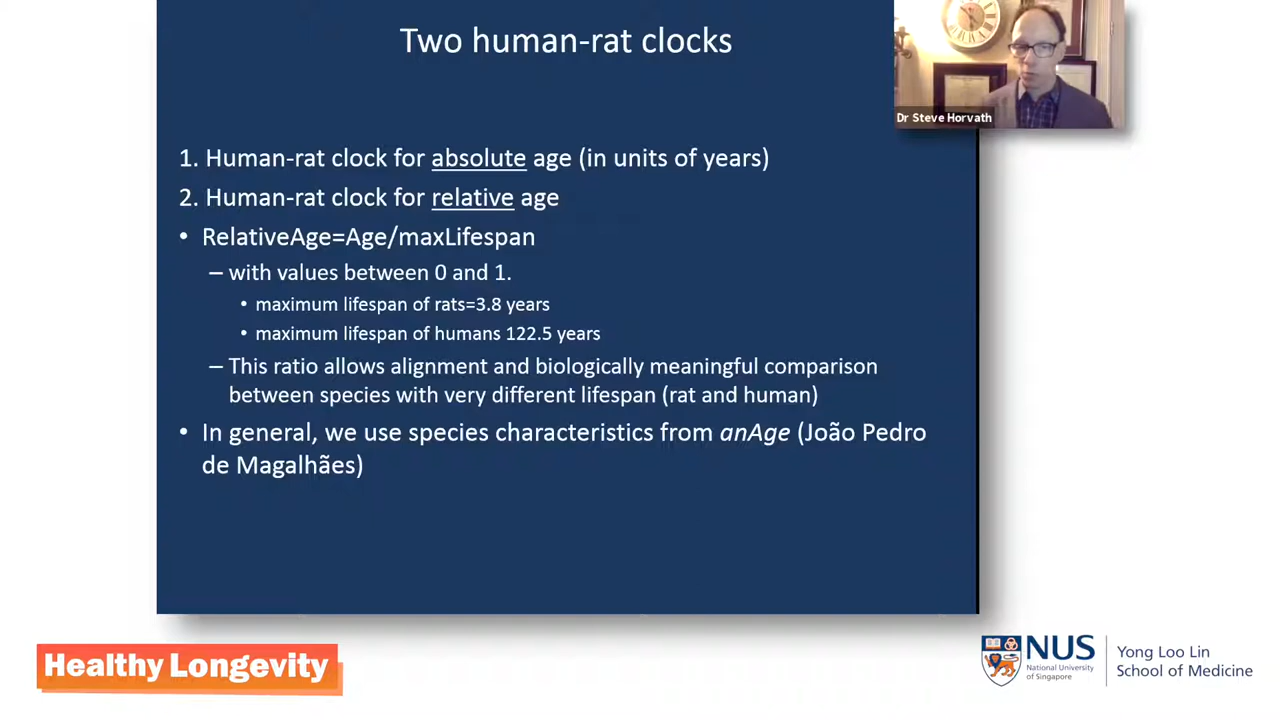 Two human-rat clocks
Dr Steve Horvath
1. Human-rat clock for absolute age (in units of years)
2. Human-rat clock for relative age
• RelativeAge=Age/maxLifespan
– with values between 0 and 1.
• maximum lifespan of rats=3.8 years
• maximum lifespan of humans 122.5 years
– This ratio allows alignment and biologically meaningful comparison
between species with very different lifespan (rat and human)
• In general, we use species characteristics from anAge (João Pedro
de Magalhães)
Healthy Longevity
NUS
National University
of Singapore
Yong Loo Lin
School of Medicine